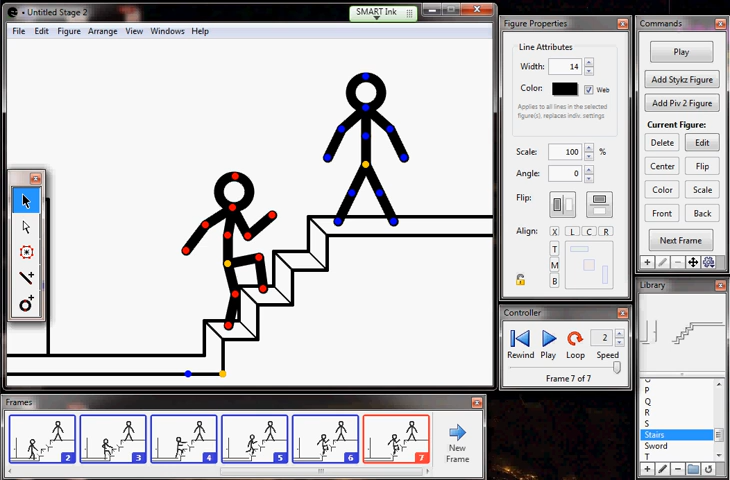 Untitled Stage 2
SMART Ink
File Edit Figure Arrange View Windows Help
Figure Properties
Line Attributes
Width: 14
Color: Web
Applies to all lines in the selected
figure(s), replaces indiv. settings
Scale: 100 %
Angle: 0
Flip:
Align: X L C R
T
M
B
Controller
Rewind Play Loop 2 Speed
Frame 7 of 7
Commands
Play
Add Stykz Figure
Add Piv 2 Figure
Current Figure:
Delete Edit
Center Flip
Color Scale
Front Back
Next Frame
Library
P
Q
R
S
Stairs
Sword
T
Frames
2 3 4 5 6 7
New
Frame